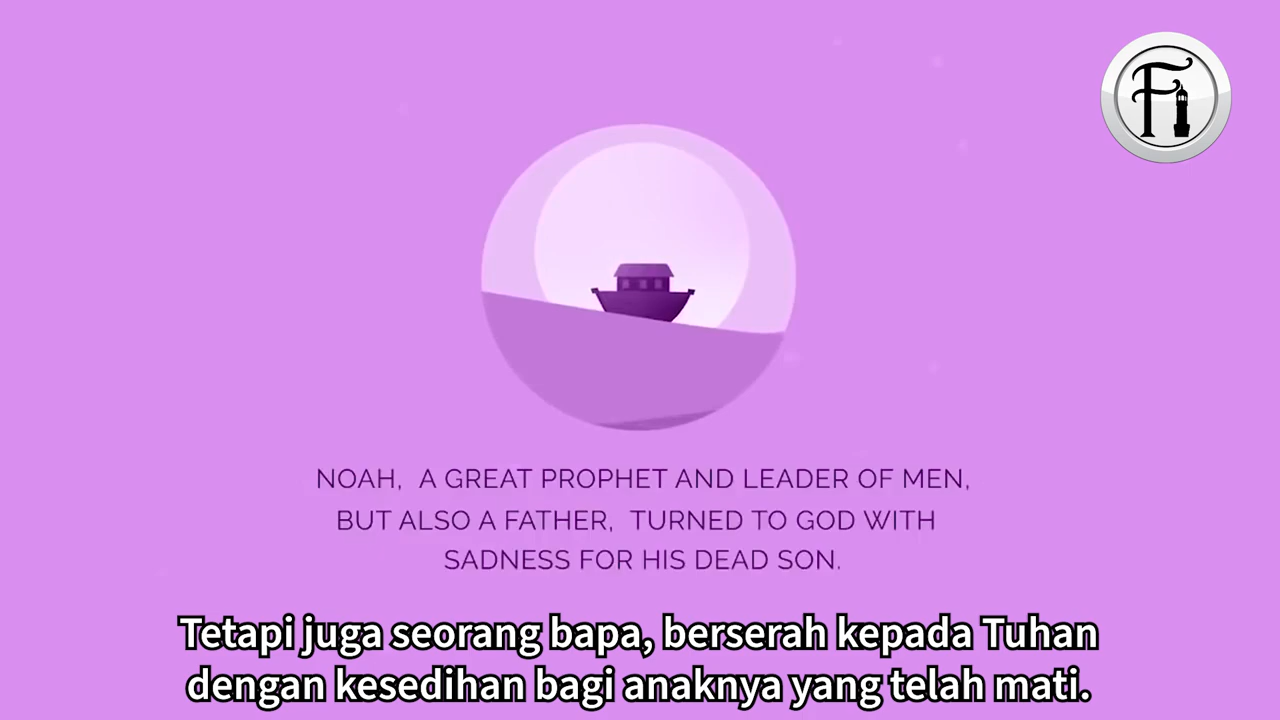 Fi
NOAH, A GREAT PROPHET AND LEADER OF MEN,
BUT ALSO A FATHER, TURNED TO GOD WITH
SADNESS FOR HIS DEAD SON.
Tetapi juga seorang bapa, berserah kepada Tuhan
dengan kesedihan bagi anaknya yang telah mati.